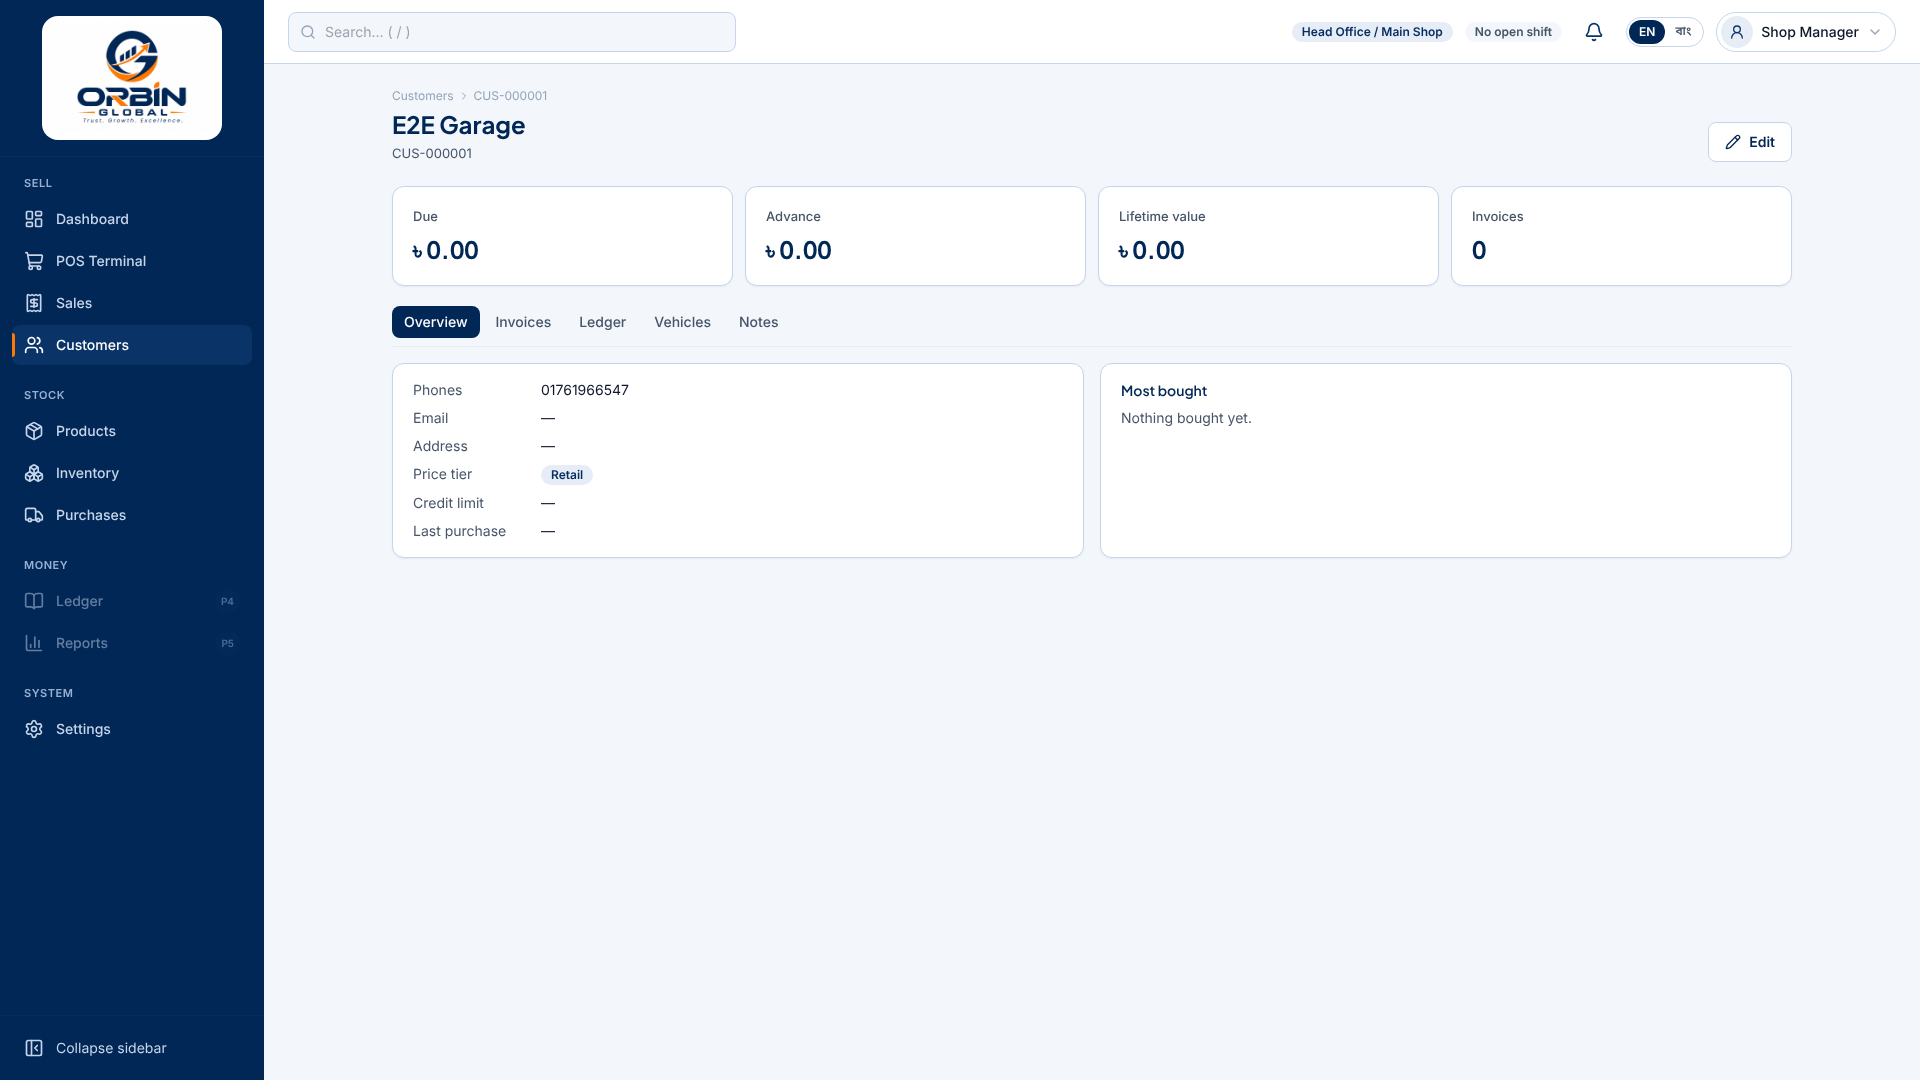 ORBIN
GLOBAL
Trust. Growth. Excellence.
SELL
Dashboard
POS Terminal
Sales
Customers
STOCK
Products
Inventory
Purchases
MONEY
Ledger P4
Reports P5
SYSTEM
Settings
Collapse sidebar
Search... ( / )
Head Office / Main Shop
No open shift
EN বাং
Shop Manager
Customers > CUS-000001
E2E Garage
CUS-000001
Edit
Due
৳ 0.00
Advance
৳ 0.00
Lifetime value
৳ 0.00
Invoices
0
Overview Invoices Ledger Vehicles Notes
Phones 01761966547
Email —
Address —
Price tier Retail
Credit limit —
Last purchase —
Most bought
Nothing bought yet.